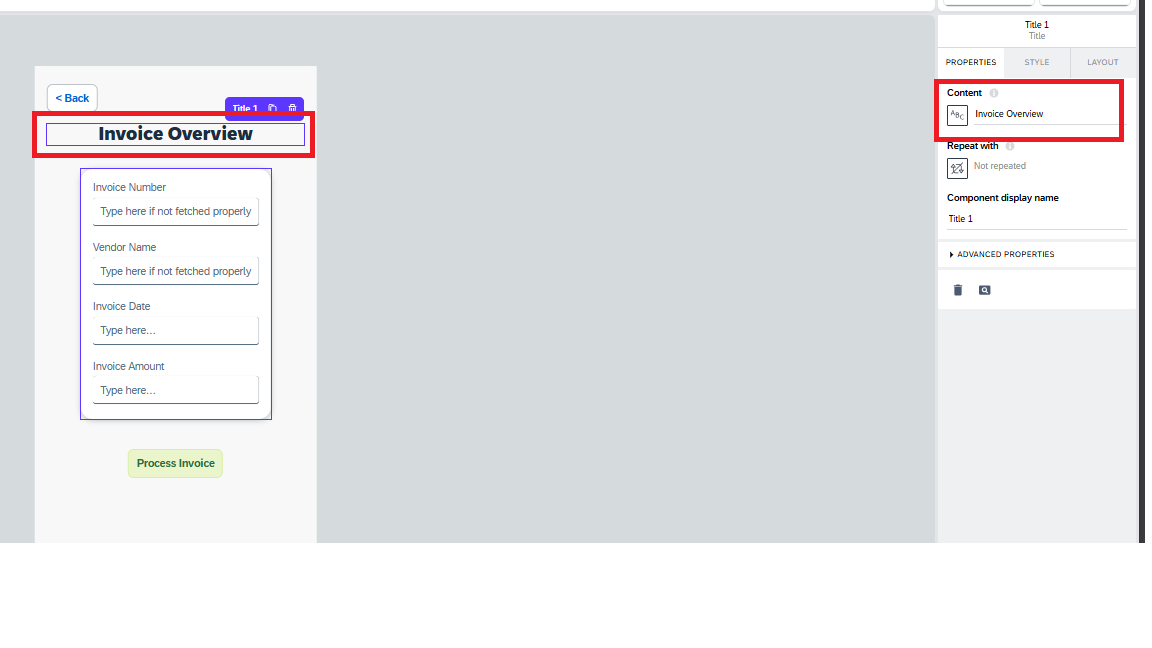 < Back
Title 1
Invoice Overview
Invoice Number
Type here if not fetched properly
Vendor Name
Type here if not fetched properly
Invoice Date
Type here...
Invoice Amount
Type here...
Process Invoice
Title 1
Title
PROPERTIES STYLE LAYOUT
Content
ABC Invoice Overview
Repeat with
Not repeated
Component display name
Title 1
ADVANCED PROPERTIES